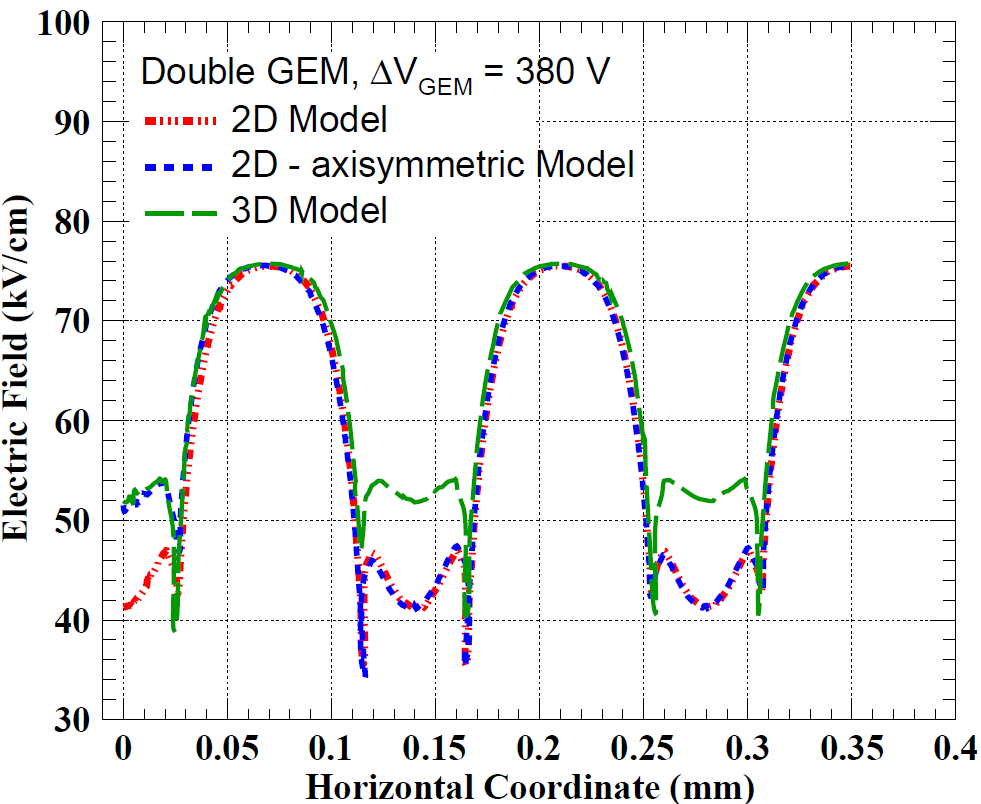 100
90
80
70
60
50
40
30
Electric Field (kV/cm)
Double GEM, ΔVGEM = 380 V
2D Model
2D - axisymmetric Model
3D Model
0 0.05 0.1 0.15 0.2 0.25 0.3 0.35 0.4
Horizontal Coordinate (mm)